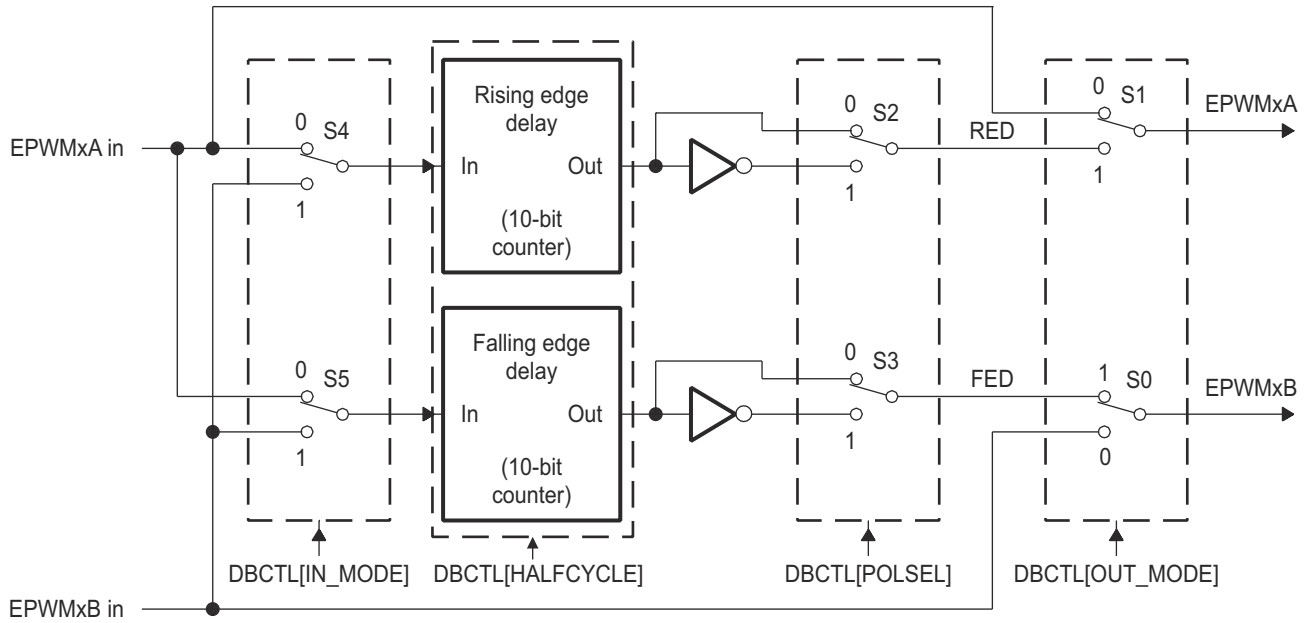 0
S4
1
EPWMxA in
Rising edge
delay
In
Out
(10-bit
counter)
0
S2
1
RED
0
S1
1
EPWMxA
0
S5
1
Falling edge
delay
In
Out
(10-bit
counter)
0
S3
1
FED
1
S0
0
EPWMxB
DBCTL[IN_MODE]
DBCTL[HALFCYCLE]
DBCTL[POLSEL]
DBCTL[OUT_MODE]
EPWMxB in